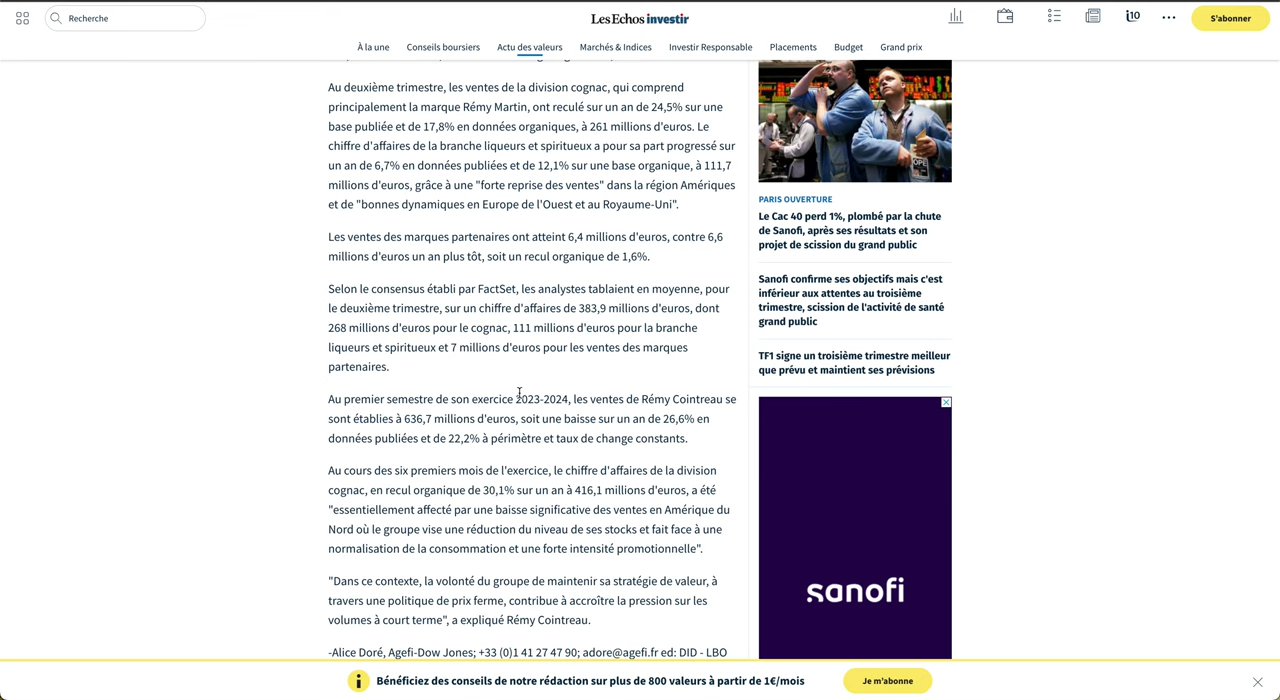 Recherche
Les Echos investir
i10
S'abonner
À la une
Conseils boursiers
Actu des valeurs
Marchés & Indices
Investir Responsable
Placements
Budget
Grand prix
Au deuxième trimestre, les ventes de la division cognac, qui comprend
principalement la marque Rémy Martin, ont reculé sur un an de 24,5% sur une
base publiée et de 17,8% en données organiques, à 261 millions d'euros. Le
chiffre d'affaires de la branche liqueurs et spiritueux a pour sa part progressé sur
un an de 6,7% en données publiées et de 12,1% sur une base organique, à 111,7
millions d'euros, grâce à une "forte reprise des ventes" dans la région Amériques
et de "bonnes dynamiques en Europe de l'Ouest et au Royaume-Uni".
Les ventes des marques partenaires ont atteint 6,4 millions d'euros, contre 6,6
millions d'euros un an plus tôt, soit un recul organique de 1,6%.
Selon le consensus établi par FactSet, les analystes tablaient en moyenne, pour
le deuxième trimestre, sur un chiffre d'affaires de 383,9 millions d'euros, dont
268 millions d'euros pour le cognac, 111 millions d'euros pour la branche
liqueurs et spiritueux et 7 millions d'euros pour les ventes des marques
partenaires.
Au premier semestre de son exercice 2023-2024, les ventes de Rémy Cointreau se
sont établies à 636,7 millions d'euros, soit une baisse sur un an de 26,6% en
données publiées et de 22,2% à périmètre et taux de change constants.
Au cours des six premiers mois de l'exercice, le chiffre d'affaires de la division
cognac, en recul organique de 30,1% sur un an à 416,1 millions d'euros, a été
"essentiellement affecté par une baisse significative des ventes en Amérique du
Nord où le groupe vise une réduction du niveau de ses stocks et fait face à une
normalisation de la consommation et une forte intensité promotionnelle".
"Dans ce contexte, la volonté du groupe de maintenir sa stratégie de valeur, à
travers une politique de prix ferme, contribue à accroître la pression sur les
volumes à court terme", a expliqué Rémy Cointreau.
-Alice Doré, Agefi-Dow Jones; +33 (0)1 41 27 47 90; adore@agefi.fr ed: DID - LBO
PARIS OUVERTURE
Le Cac 40 perd 1%, plombé par la chute
de Sanofi, après ses résultats et son
projet de scission du grand public
Sanofi confirme ses objectifs mais c'est
inférieur aux attentes au troisième
trimestre, scission de l'activité de santé
grand public
TF1 signe un troisième trimestre meilleur
que prévu et maintient ses prévisions
sanofi
Bénéficiez des conseils de notre rédaction sur plus de 800 valeurs à partir de 1€/mois
Je m'abonne